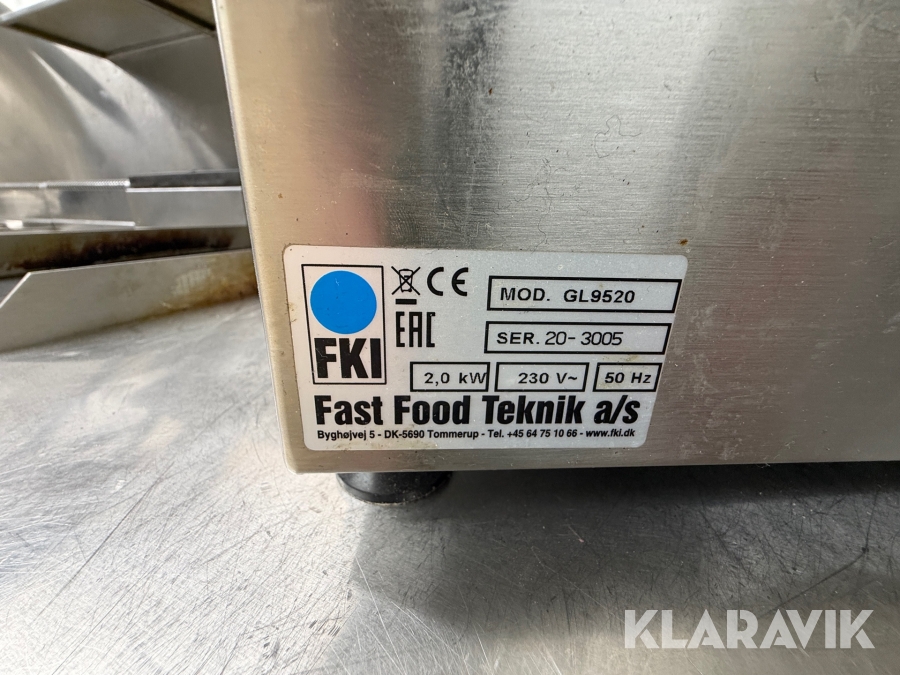 FKI
CE
EAC
MOD. GL9520
SER. 20-3005
2,0 kW
230 V~
50 Hz
Fast Food Teknik a/s
Byghøjvej 5 - DK-5690 Tommerup - Tel. +45 64 75 10 66 - www.fki.dk
KLARAVIK